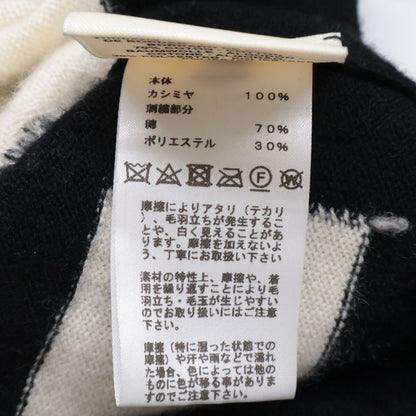 本体
カシミヤ 100%
刺繍部分
綿 70%
ポリエステル 30%
F W
摩擦によりアタリ(テカリ
)、毛羽立ちが発生するこ
とや、白く見えることがあ
ります。摩擦を加えないよ
う、丁寧にお取扱い下さい
。
素材の特性上、摩擦や、着
用を繰り返すことにより毛
羽立ち・毛玉が生じやすい
のでお取り扱いにはご注意
下さい。
摩擦(特に湿った状態での
摩擦)や汗や雨などで濡れ
た場合、色によっては他の
ものに色が移る事がありま
すのでご注意下さい。